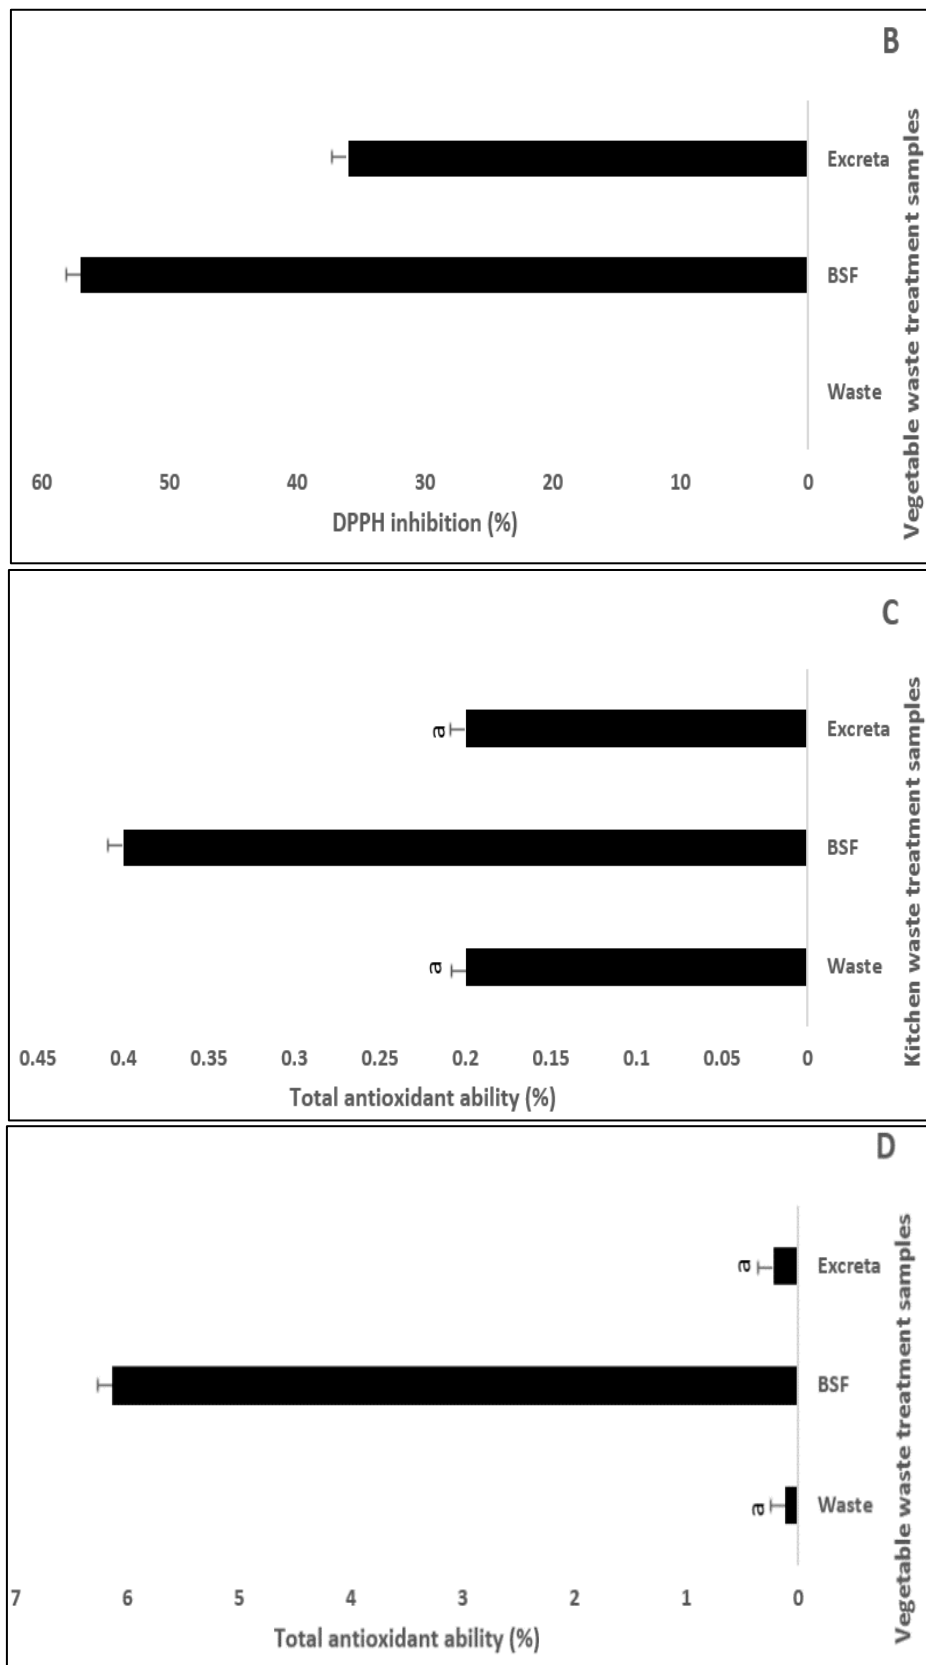 B
Excreta
BSF
Waste
Vegetable waste treatment samples
60 50 40 30 20 10 0
DPPH inhibition (%)
C
a
Excreta
BSF
a
Waste
Kitchen waste treatment samples
0.45 0.4 0.35 0.3 0.25 0.2 0.15 0.1 0.05 0
Total antioxidant ability (%)
D
a
Excreta
BSF
a
Waste
Vegetable waste treatment samples
7 6 5 4 3 2 1 0
Total antioxidant ability (%)